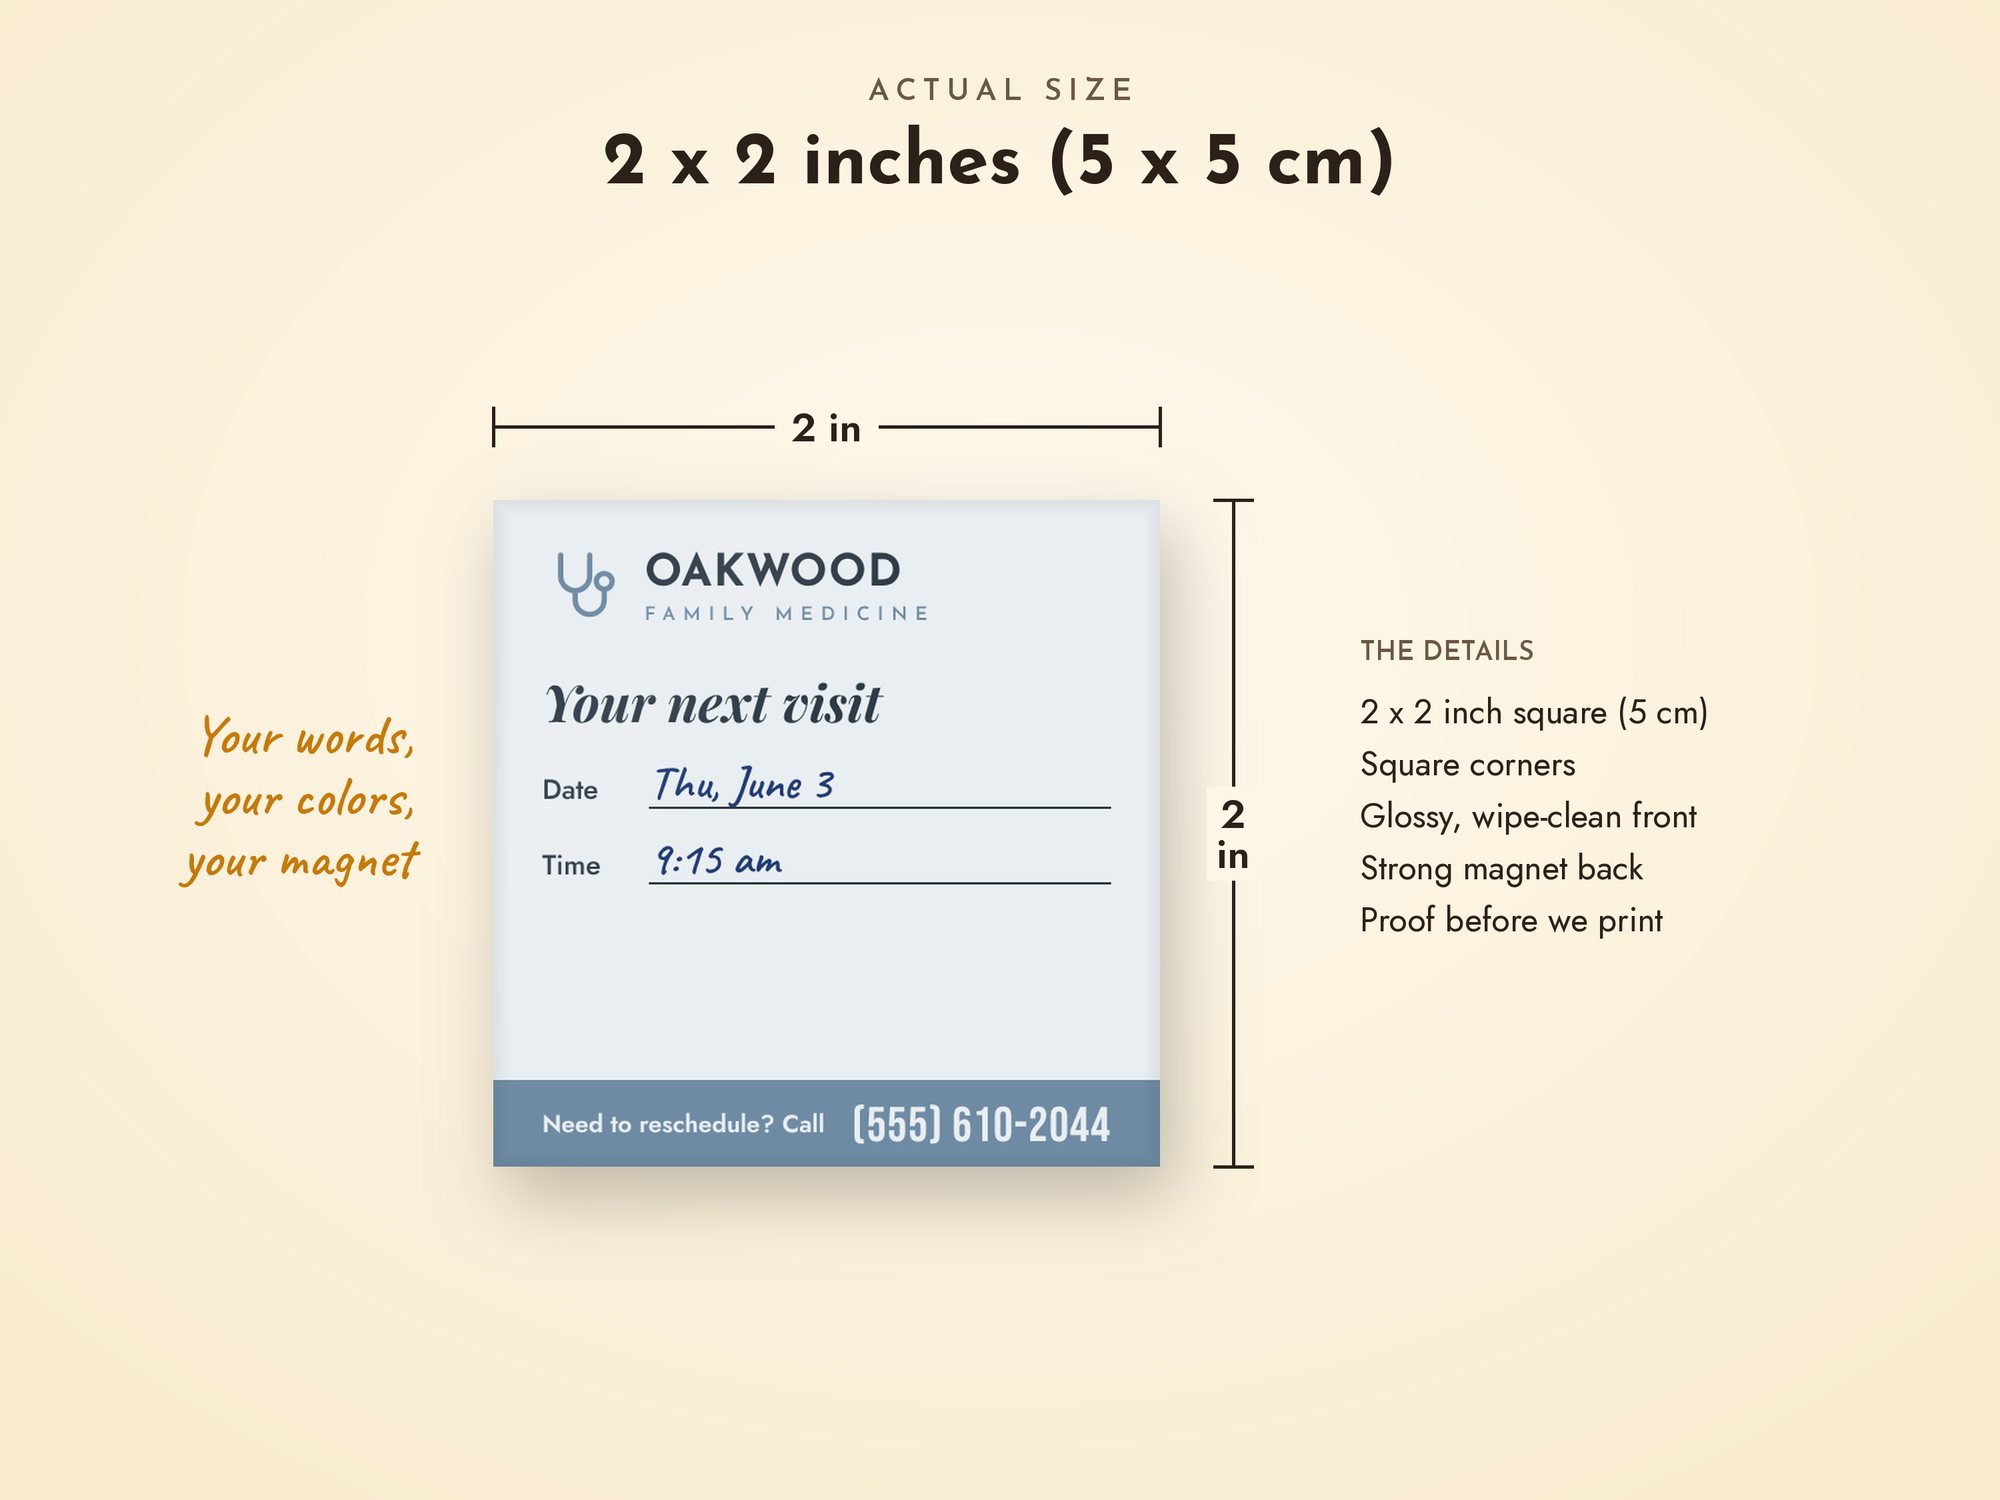 ACTUAL SIZE
2 x 2 inches (5 x 5 cm)
2 in
OAKWOOD
FAMILY MEDICINE
Your next visit
Date Thu, June 3
Time 9:15 am
Need to reschedule? Call (555) 610-2044
2
in
Your words,
your colors,
your magnet
THE DETAILS
2 x 2 inch square (5 cm)
Square corners
Glossy, wipe-clean front
Strong magnet back
Proof before we print